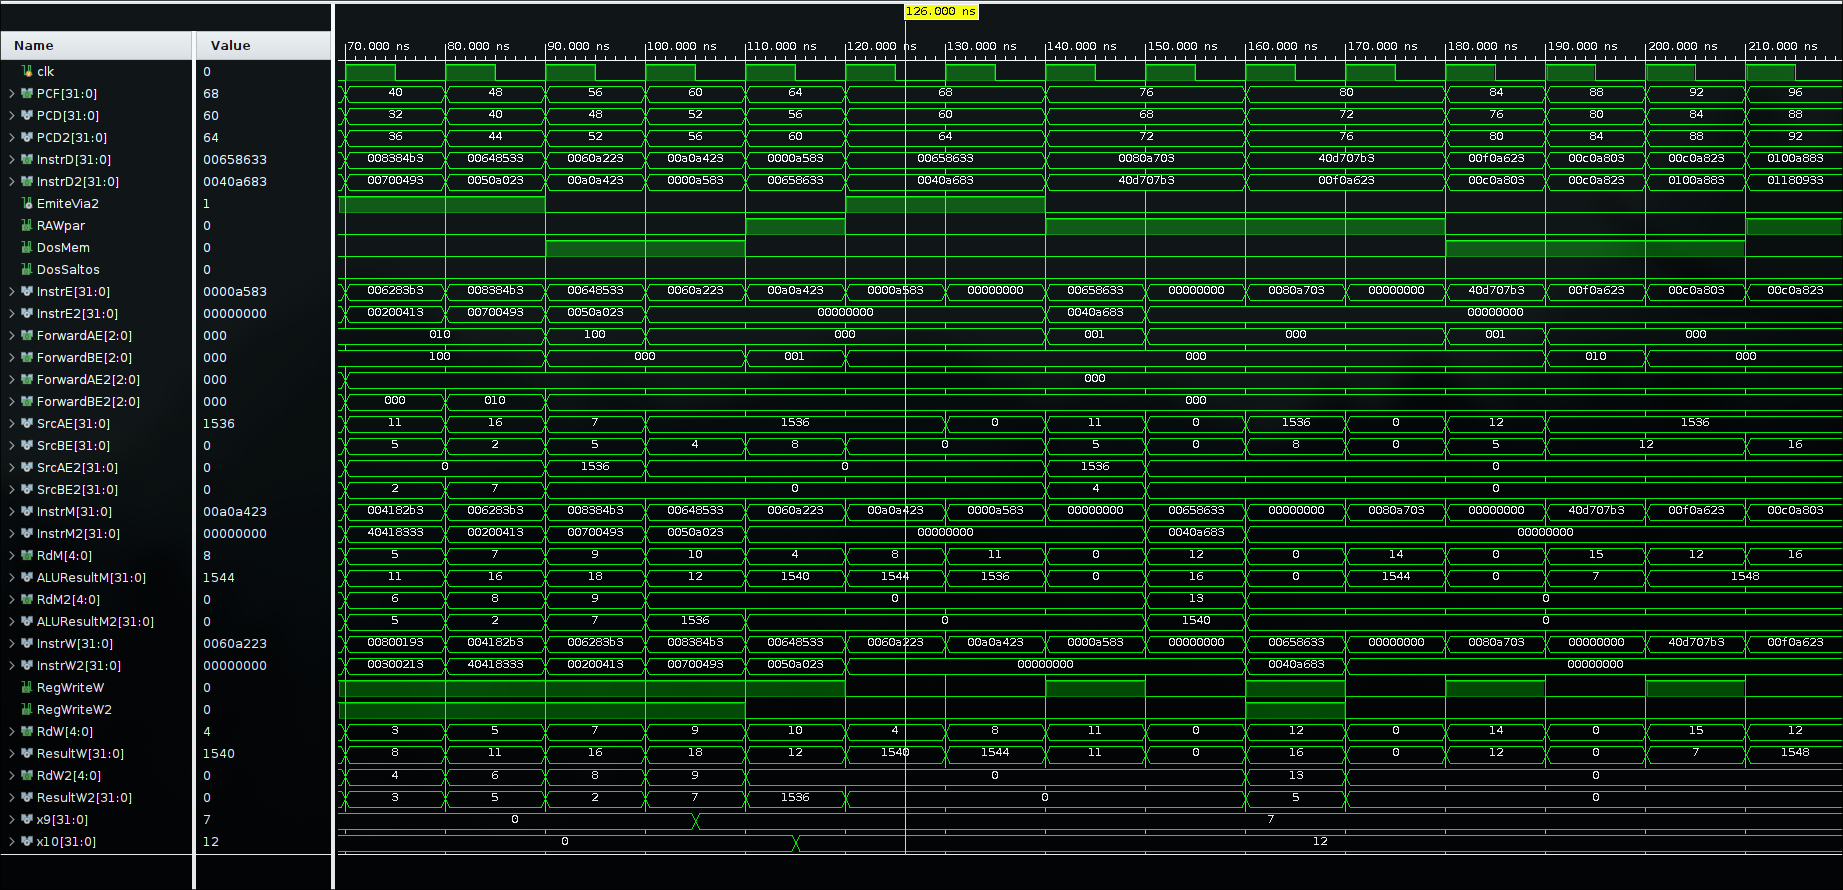 126.000 ns
Name Value 70.000 ns 80.000 ns 90.000 ns 100.000 ns 110.000 ns 120.000 ns 130.000 ns 140.000 ns 150.000 ns 160.000 ns 170.000 ns 180.000 ns 190.000 ns 200.000 ns 210.000 ns
clk 0
PCF[31:0] 68 40 48 56 60 64 68 76 80 84 88 92 96
PCD[31:0] 60 32 40 48 52 56 60 68 72 76 80 84 88
PCD2[31:0] 64 36 44 52 56 60 64 72 76 80 84 88 92
InstrD[31:0] 00658633 008384b3 00648533 0060a223 00a0a423 0000a583 00658633 0080a703 40d707b3 00f0a623 00c0a803 00c0a823 0100a883
InstrD2[31:0] 0040a683 00700493 0050a023 00a0a423 0000a583 00658633 0040a683 40d707b3 00f0a623 00c0a803 00c0a823 0100a883 01180933
EmiteVia2 1
RAWpar 0
DosMem 0
DosSaltos 0
InstrE[31:0] 0000a583 006283b3 008384b3 00648533 0060a223 00a0a423 0000a583 00000000 00658633 00000000 0080a703 00000000 40d707b3 00f0a623 00c0a803 00c0a823
InstrE2[31:0] 00000000 00200413 00700493 0050a023 00000000 0040a683 00000000
ForwardAE[2:0] 000 010 100 000 001 000 001 000
ForwardBE[2:0] 000 100 000 001 000 010 000
ForwardAE2[2:0] 000 000
ForwardBE2[2:0] 000 000 010 000
SrcAE[31:0] 1536 11 16 7 1536 0 11 0 1536 0 12 1536
SrcBE[31:0] 0 5 2 5 4 8 0 5 0 8 0 5 12 16
SrcAE2[31:0] 0 0 1536 0 1536 0
SrcBE2[31:0] 0 2 7 0 4 0
InstrM[31:0] 00a0a423 004182b3 006283b3 008384b3 00648533 0060a223 00a0a423 0000a583 00000000 00658633 00000000 0080a703 00000000 40d707b3 00f0a623 00c0a803
InstrM2[31:0] 00000000 40418333 00200413 00700493 0050a023 00000000 0040a683 00000000
RdM[4:0] 8 5 7 9 10 4 8 11 0 12 0 14 0 15 12 16
ALUResultM[31:0] 1544 11 16 18 12 1540 1544 1536 0 16 0 1544 0 7 1548
RdM2[4:0] 0 6 8 9 0 13 0
ALUResultM2[31:0] 0 5 2 7 1536 0 1540 0
InstrW[31:0] 0060a223 00800193 004182b3 006283b3 008384b3 00648533 0060a223 00a0a423 0000a583 00000000 00658633 00000000 0080a703 00000000 40d707b3 00f0a623
InstrW2[31:0] 00000000 00300213 40418333 00200413 00700493 0050a023 00000000 0040a683 00000000
RegWriteW 0
RegWriteW2 0
RdW[4:0] 4 3 5 7 9 10 4 8 11 0 12 0 14 0 15 12
ResultW[31:0] 1540 8 11 16 18 12 1540 1544 11 0 16 0 12 0 7 1548
RdW2[4:0] 0 4 6 8 9 0 13 0
ResultW2[31:0] 0 3 5 2 7 1536 0 5 0
x9[31:0] 7 0 7
x10[31:0] 12 0 12